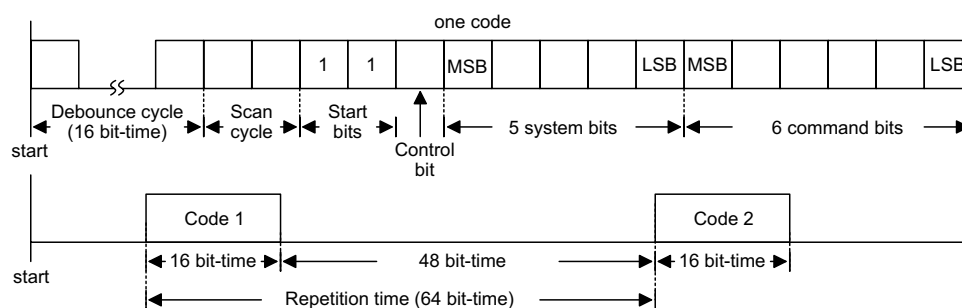 one code
1 1 MSB LSB MSB LSB
Debounce cycle
(16 bit-time)
Scan
cycle
Start
bits
Control
bit
5 system bits
6 command bits
start
Code 1
Code 2
start
16 bit-time
48 bit-time
16 bit-time
Repetition time (64 bit-time)